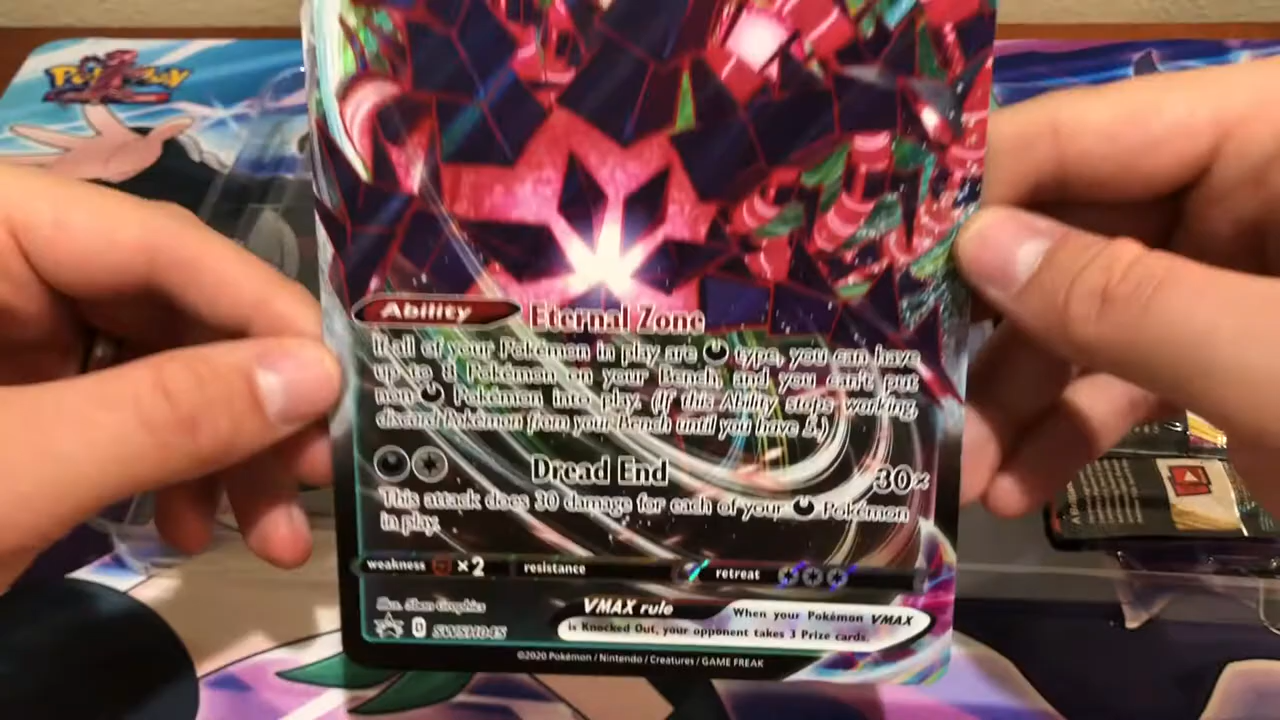 Ability Eternal Zone
If all of your Pokémon in play are type, you can have
up to 8 Pokémon on your Bench, and you can't put
non- Pokémon into play. (If this Ability stops working,
discard Pokémon from your Bench until you have 5.)
Dread End 30×
This attack does 30 damage for each of your Pokémon
in play.
weakness ×2 resistance retreat
VMAX rule When your Pokémon VMAX
is Knocked Out, your opponent takes 3 Prize cards.
Illus. 5ban Graphics
D SWSH045
©2020 Pokémon / Nintendo / Creatures / GAME FREAK